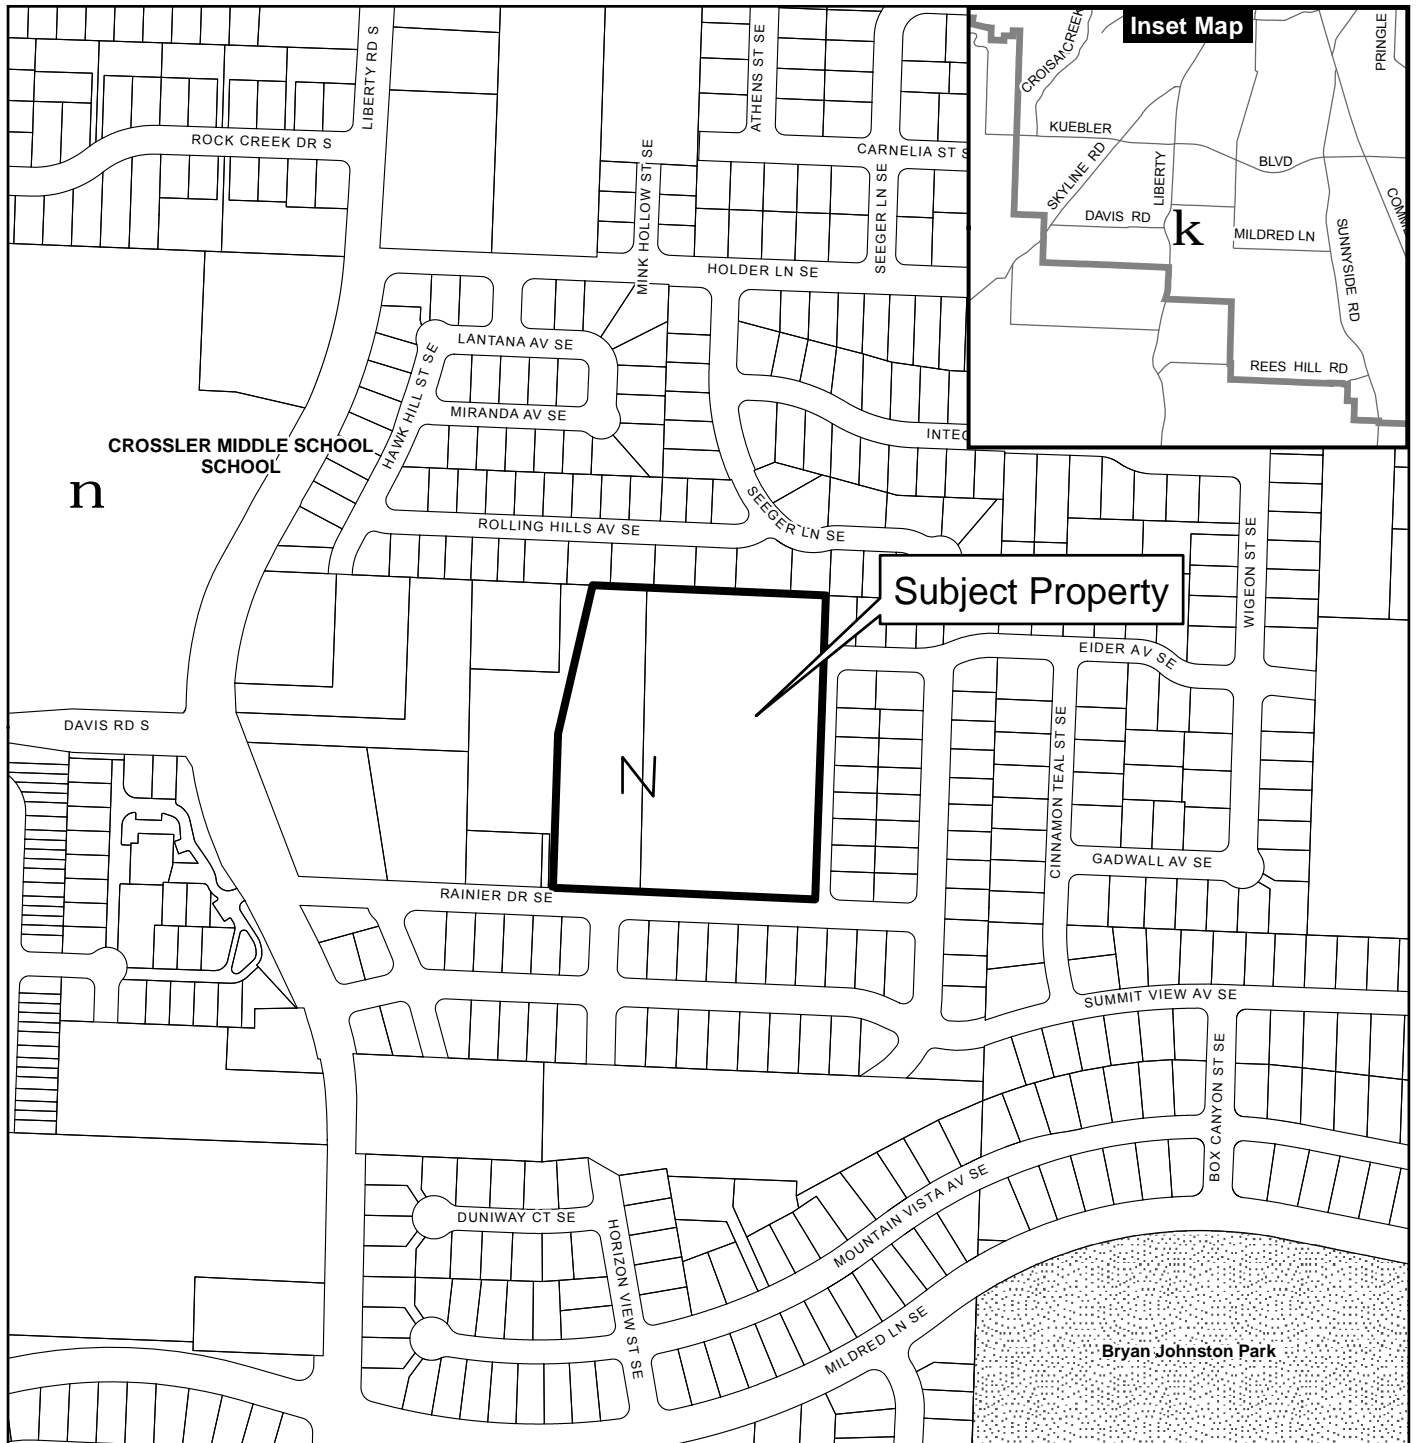 Inset Map
CROISAN CREEK
PRINGLE
KUEBLER
BLVD
SKYLINE RD
LIBERTY
DAVIS RD
k
MILDRED LN
SUNNYSIDE RD
REES HILL RD
LIBERTY RD S
ATHENS ST SE
ROCK CREEK DR S
CARNELIA ST S
MINK HOLLOW ST SE
SEEGER LN SE
HOLDER LN SE
LANTANA AV SE
HAWK HILL ST SE
MIRANDA AV SE
INTEG
CROSSLER MIDDLE SCHOOL
SCHOOL
n
ROLLING HILLS AV SE
SEEGER LN SE
WIGEON ST SE
Subject Property
EIDER AV SE
DAVIS RD S
N
CINNAMON TEAL ST SE
GADWALL AV SE
RAINIER DR SE
SUMMIT VIEW AV SE
BOX CANYON ST SE
DUNIWAY CT SE
HORIZON VIEW ST SE
MOUNTAIN VISTA AV SE
MILDRED LN SE
Bryan Johnston Park